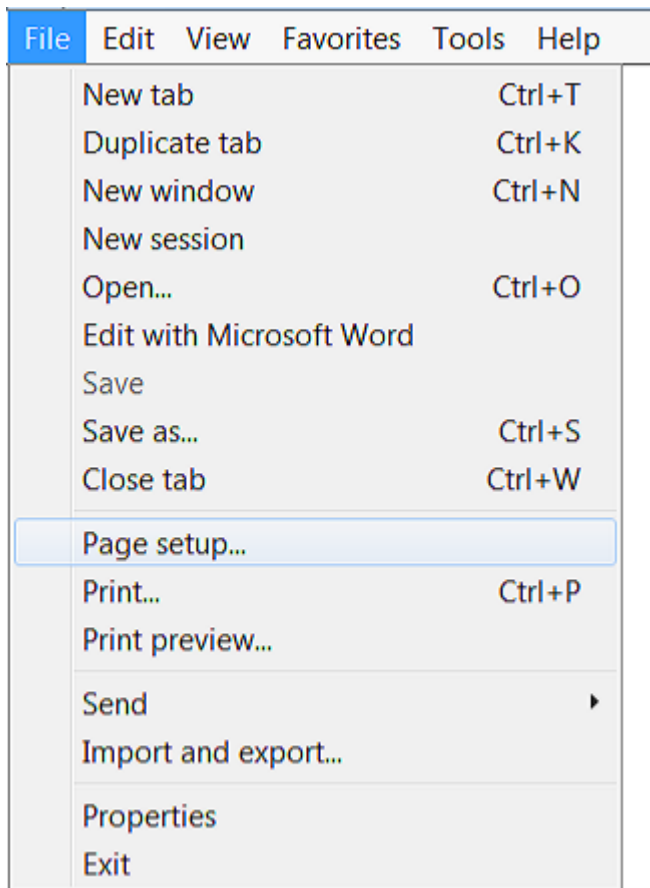 File Edit View Favorites Tools Help
New tab Ctrl+T
Duplicate tab Ctrl+K
New window Ctrl+N
New session
Open... Ctrl+O
Edit with Microsoft Word
Save
Save as... Ctrl+S
Close tab Ctrl+W
Page setup...
Print... Ctrl+P
Print preview...
Send
Import and export...
Properties
Exit